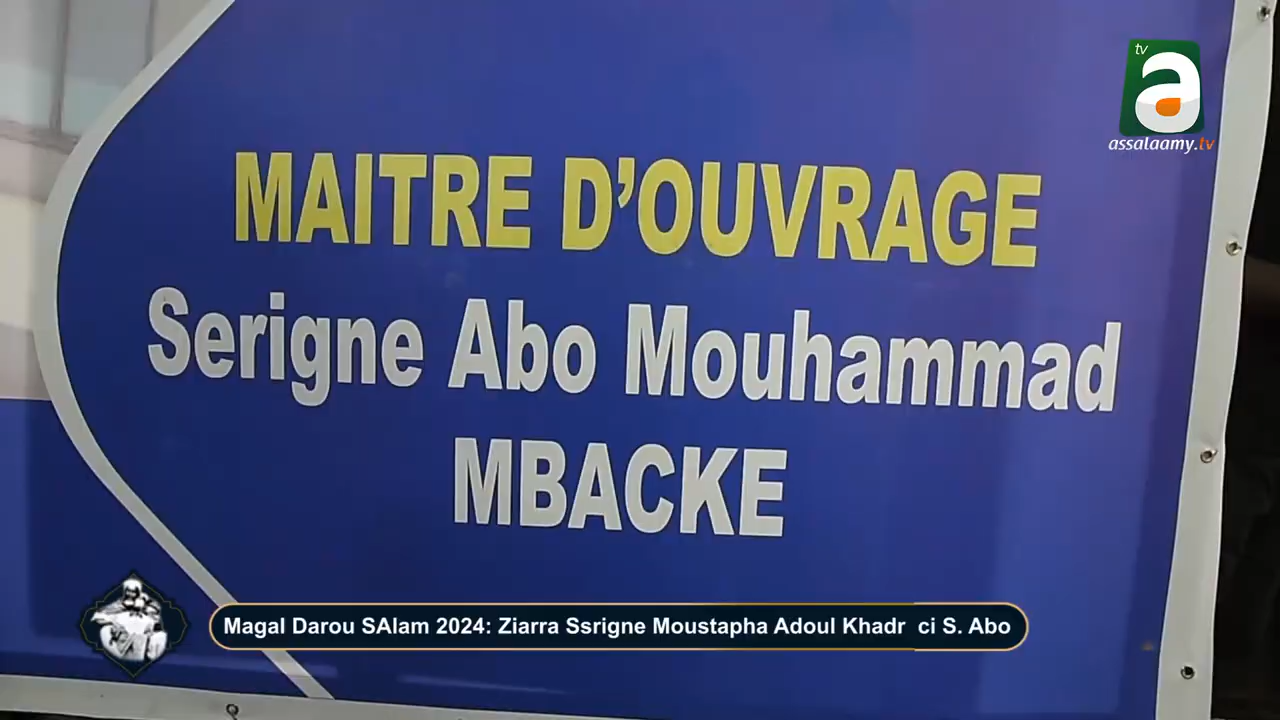 tv
a
assalaamy.tv
MAITRE D'OUVRAGE
Serigne Abo Mouhammad
MBACKE
Magal Darou SAlam 2024: Ziarra Ssrigne Moustapha Adoul Khadr ci S. Abo